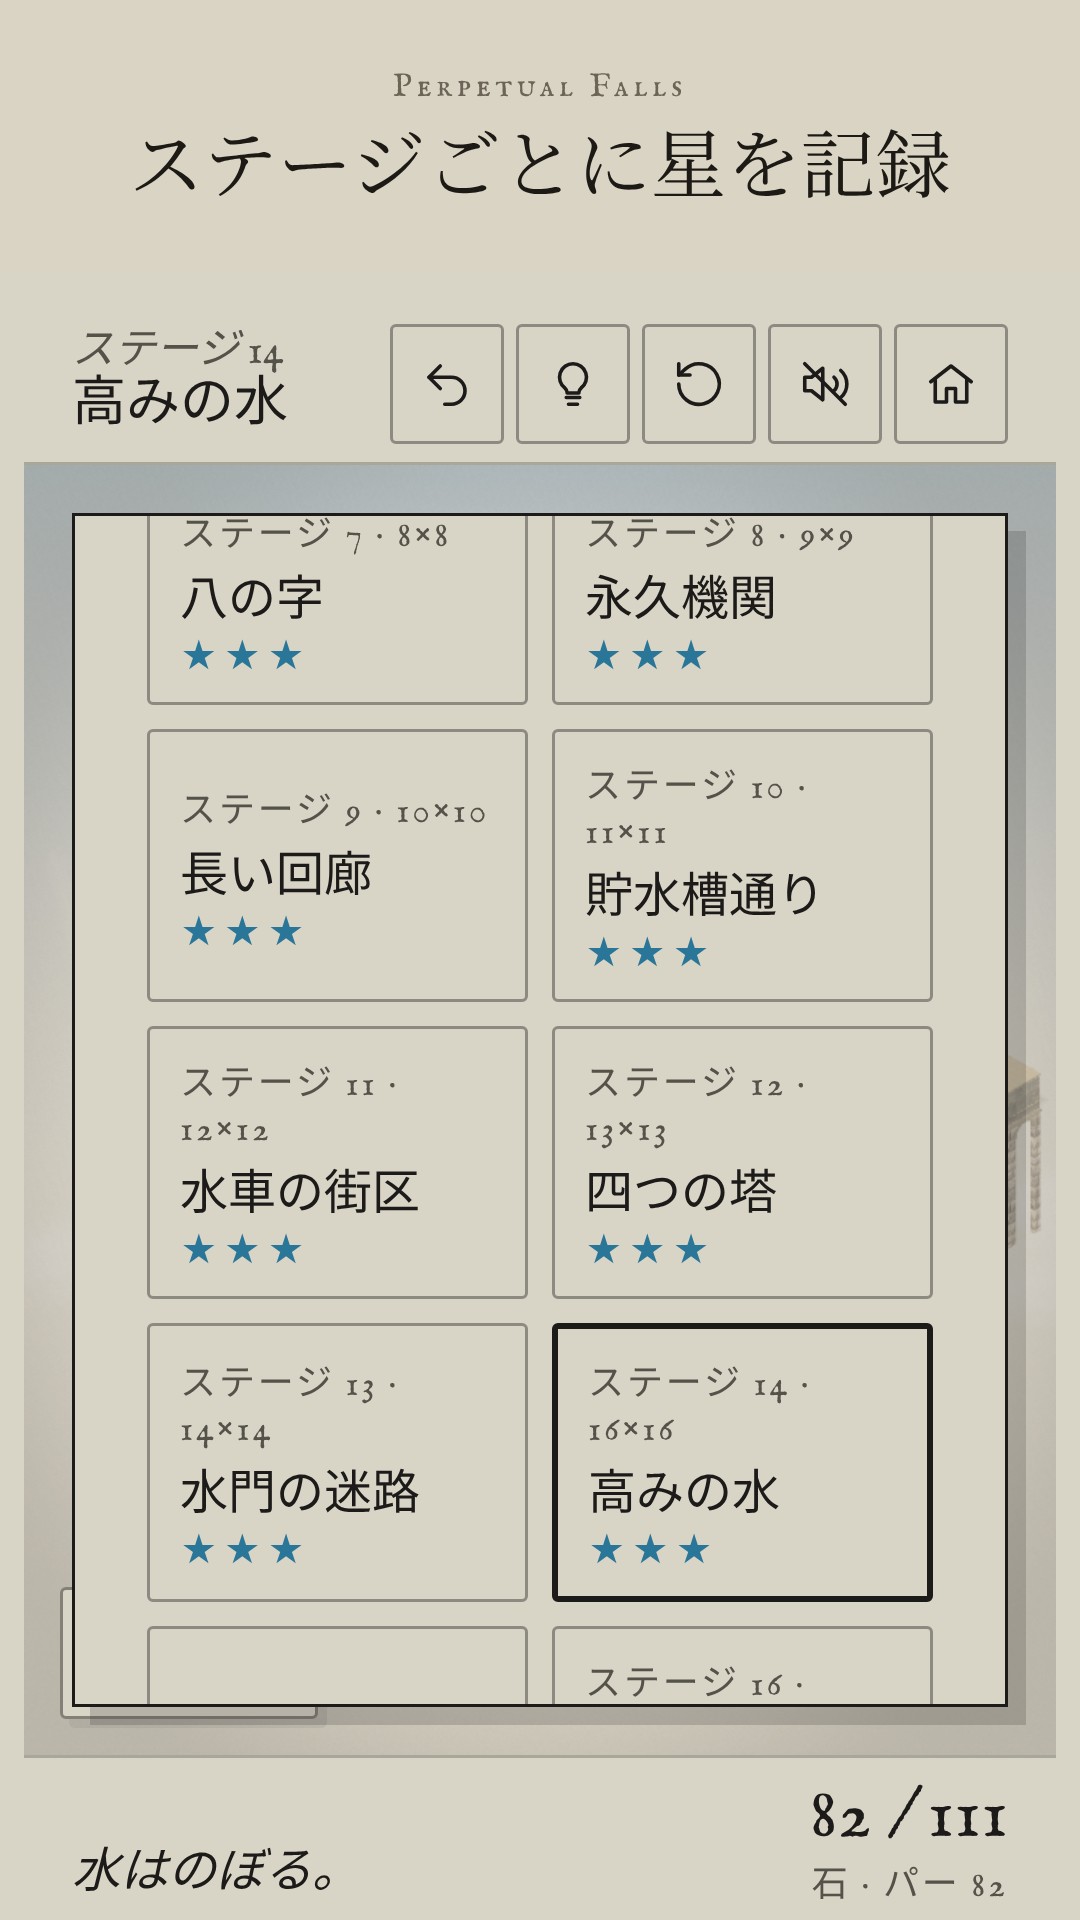 Perpetual Falls
ステージごとに星を記録
ステージ 14
高みの水
ステージ 7 · 8×8
八の字
★★★
ステージ 8 · 9×9
永久機関
★★★
ステージ 9 · 10×10
長い回廊
★★★
ステージ 10 ·
11×11
貯水槽通り
★★★
ステージ 11 ·
12×12
水車の街区
★★★
ステージ 12 ·
13×13
四つの塔
★★★
ステージ 13 ·
14×14
水門の迷路
★★★
ステージ 14 ·
16×16
高みの水
★★★
ステージ 16 ·
82 / 111
水はのぼる。
石 · パー 82